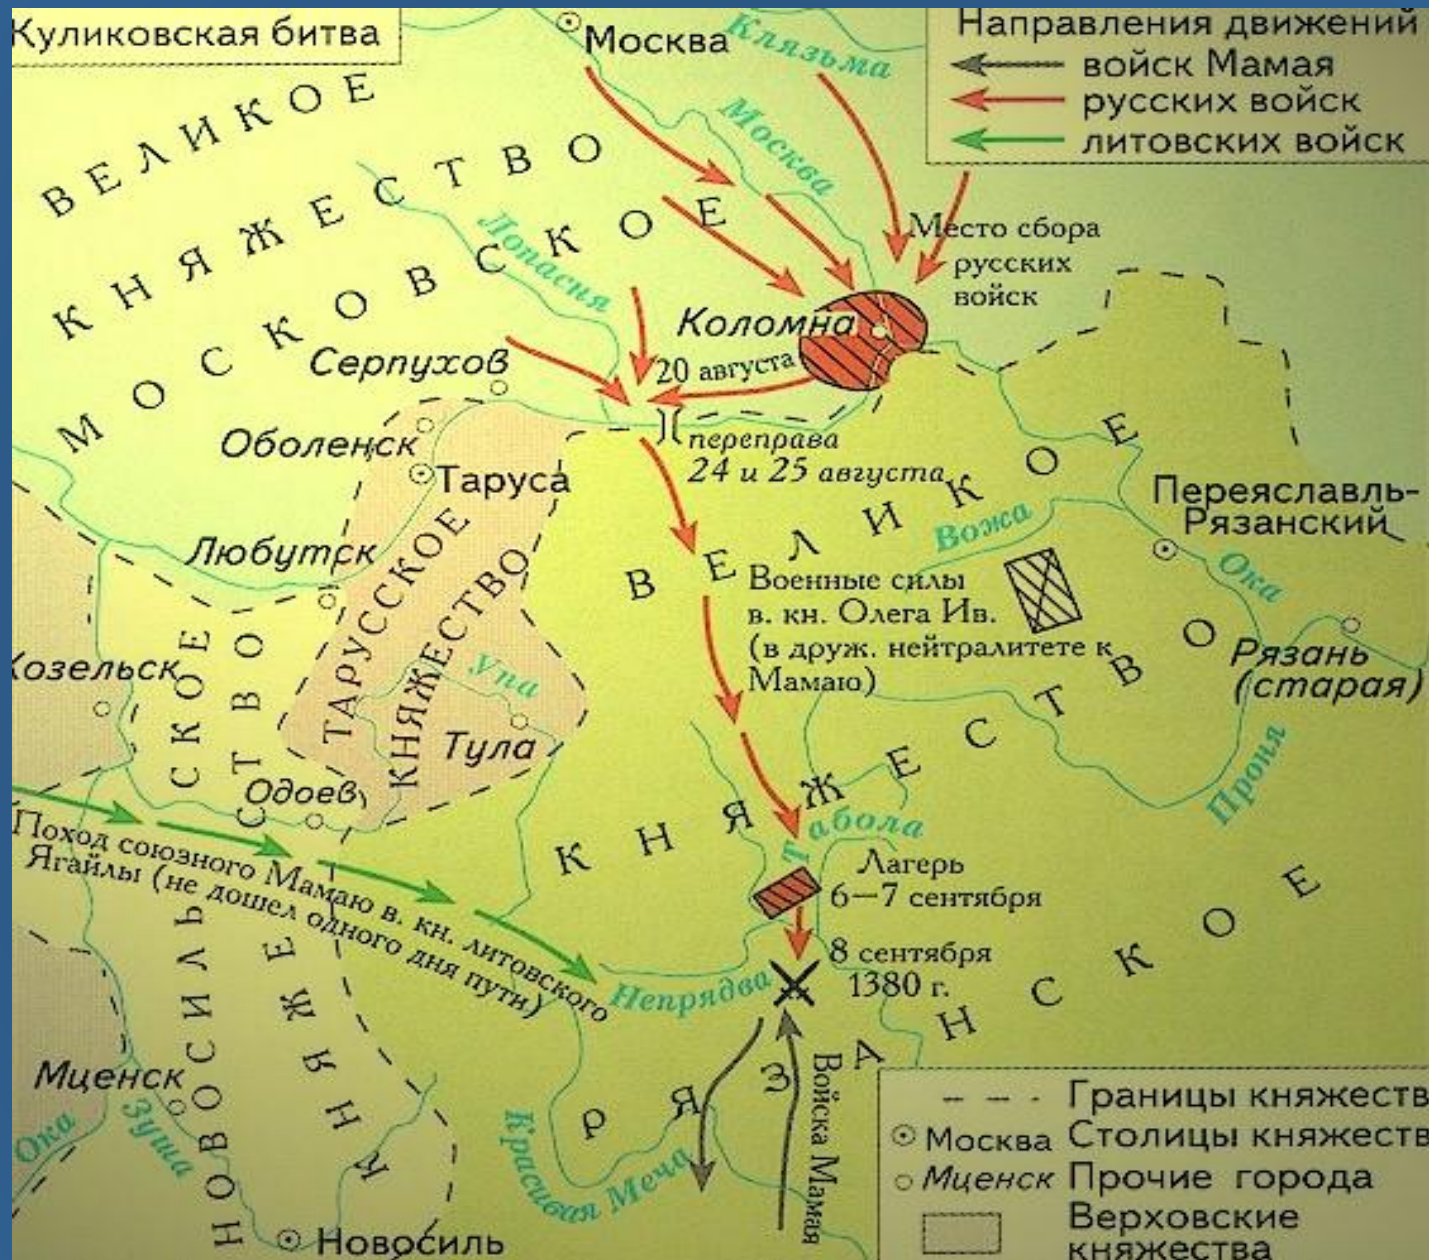 Куликовская битва
Москва
Клязьма
Направления движений
войск Мамая
русских войск
литовских войск
ВЕЛИКОЕ
КНЯЖЕСТВО
МОСКОВСКОЕ
Москва
Лопасня
Место сбора
русских
войск
Коломна
Серпухов
20 августа
Оболенск
переправа
24 и 25 августа
Таруса
Любутск
ТАРУССКОЕ
КНЯЖЕСТВО
ВЕЛИКОЕ
КНЯЖЕСТВО
РЯЗАНСКОЕ
Вожа
Переяславль-
Рязанский
Ока
Военные силы
в. кн. Олега Ив.
(в друж. нейтралитете к
Мамаю)
Рязань
(старая)
Проня
Козельск
Упа
Тула
Одоев
НОВОСИЛЬСКОЕ
КНЯЖЕСТВО
Поход союзного Мамаю в. кн. литовского
Ягайлы (не дошел одного дня пути)
Табола
Лагерь
6—7 сентября
8 сентября
1380 г.
Непрядва
Войска Мамая
Красивая Меча
Мценск
Ока
Зуша
Новосиль
Границы княжеств
Москва Столицы княжеств
Мценск Прочие города
Верховские
княжества